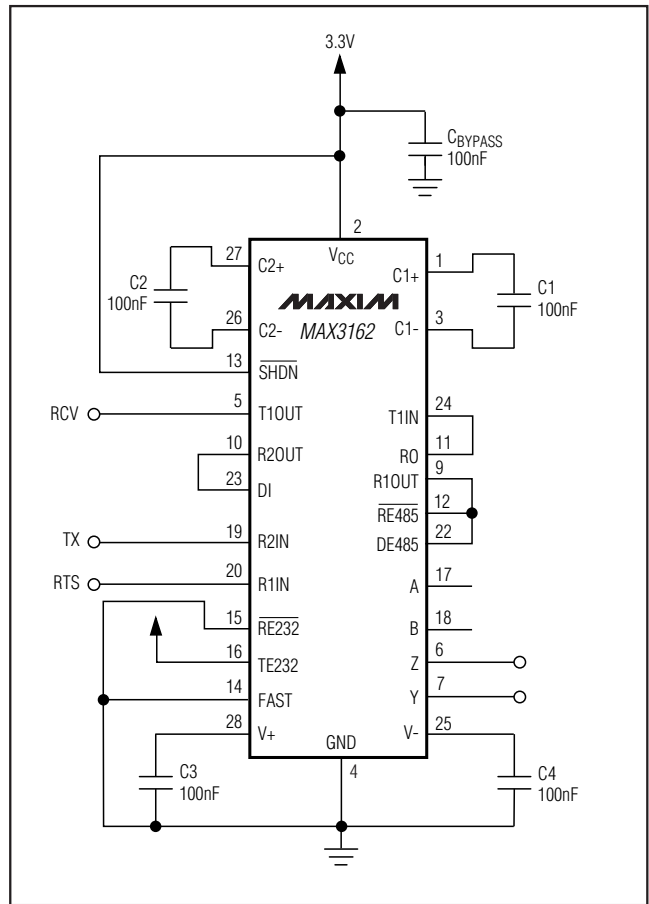 3.3V
CBYPASS
100nF
2
VCC
27
C2+
C2
100nF
26
C2-
1
C1+
C1
100nF
3
C1-
MAXIM
MAX3162
13
SHDN
RCV
5
T1OUT
10
R2OUT
23
DI
TX
19
R2IN
RTS
20
R1IN
15
RE232
16
TE232
14
FAST
28
V+
C3
100nF
24
T1IN
11
RO
9
R1OUT
12
RE485
22
DE485
17
A
18
B
6
Z
7
Y
25
V-
C4
100nF
GND
4